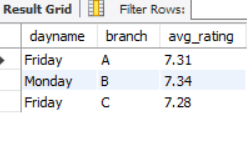 Result Grid Filter Rows:
dayname branch avg_rating
Friday A 7.31
Monday B 7.34
Friday C 7.28